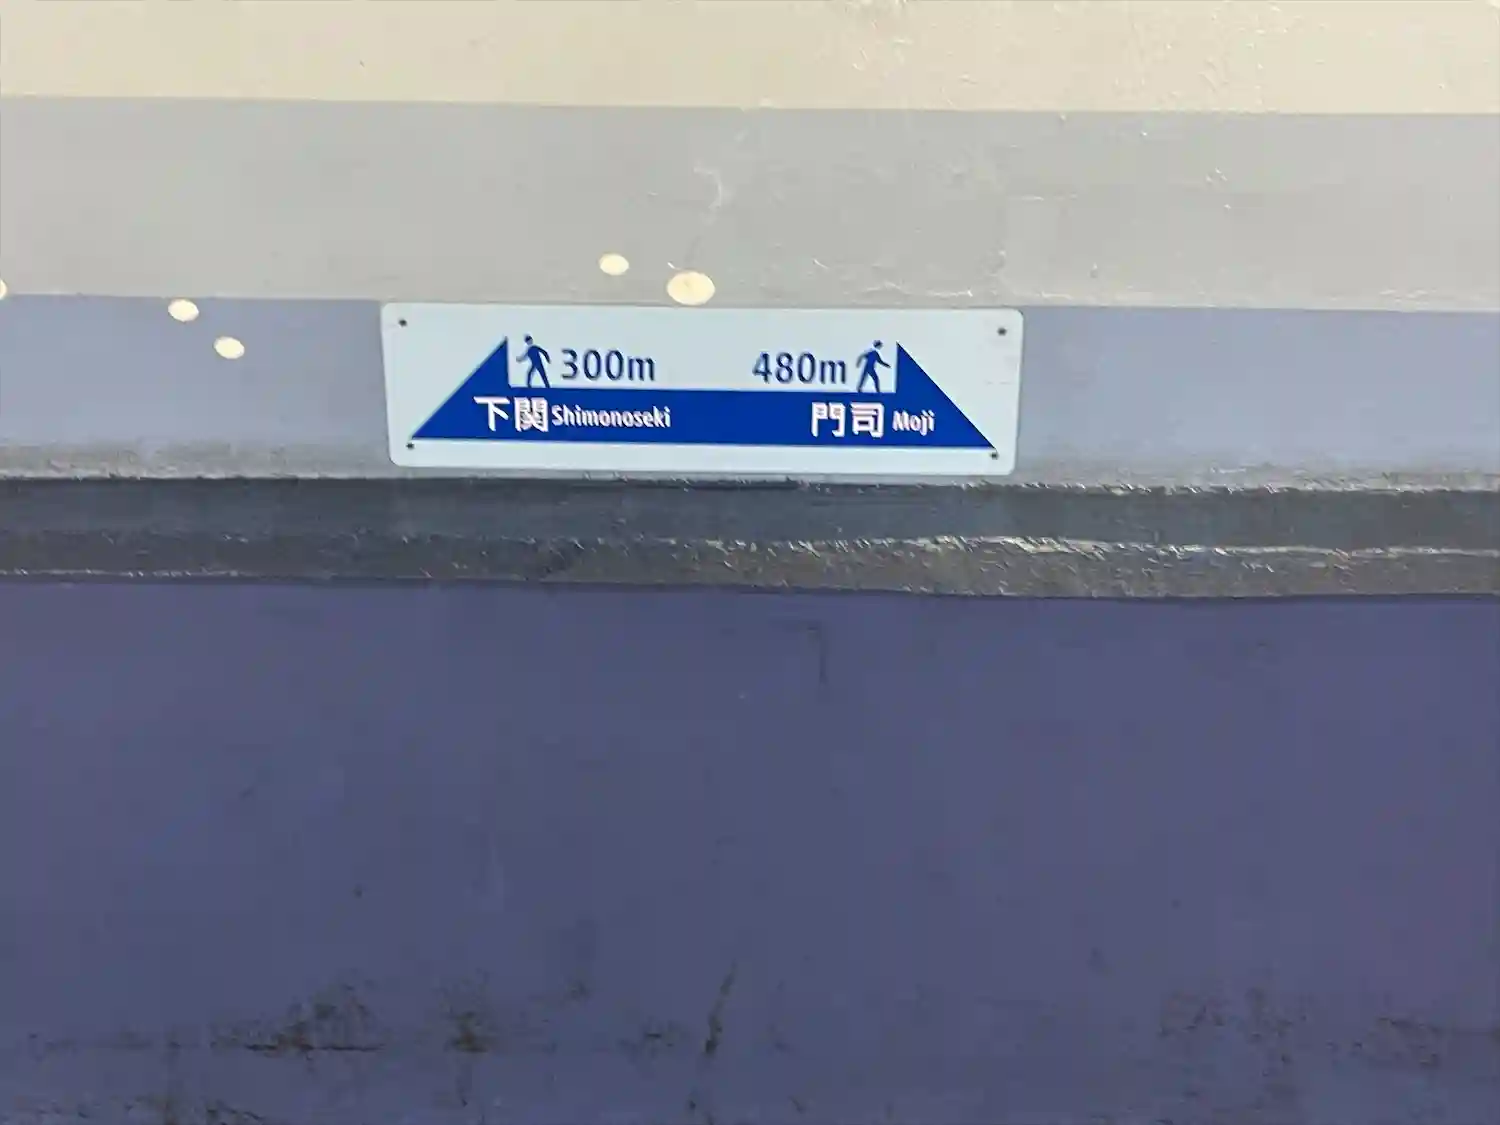 300m 480m
下関 Shimonoseki 門司 Moji